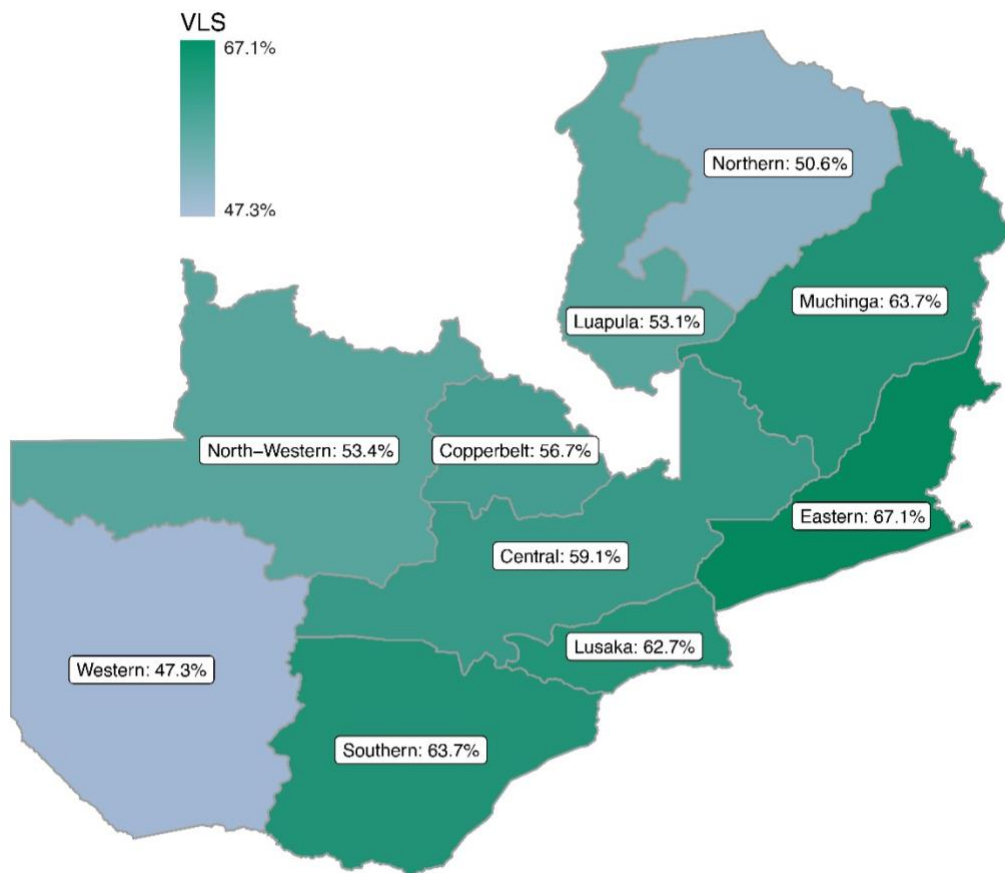 VLS
67.1%
47.3%
Northern: 50.6%
Muchinga: 63.7%
Luapula: 53.1%
North-Western: 53.4%
Copperbelt: 56.7%
Eastern: 67.1%
Central: 59.1%
Lusaka: 62.7%
Western: 47.3%
Southern: 63.7%